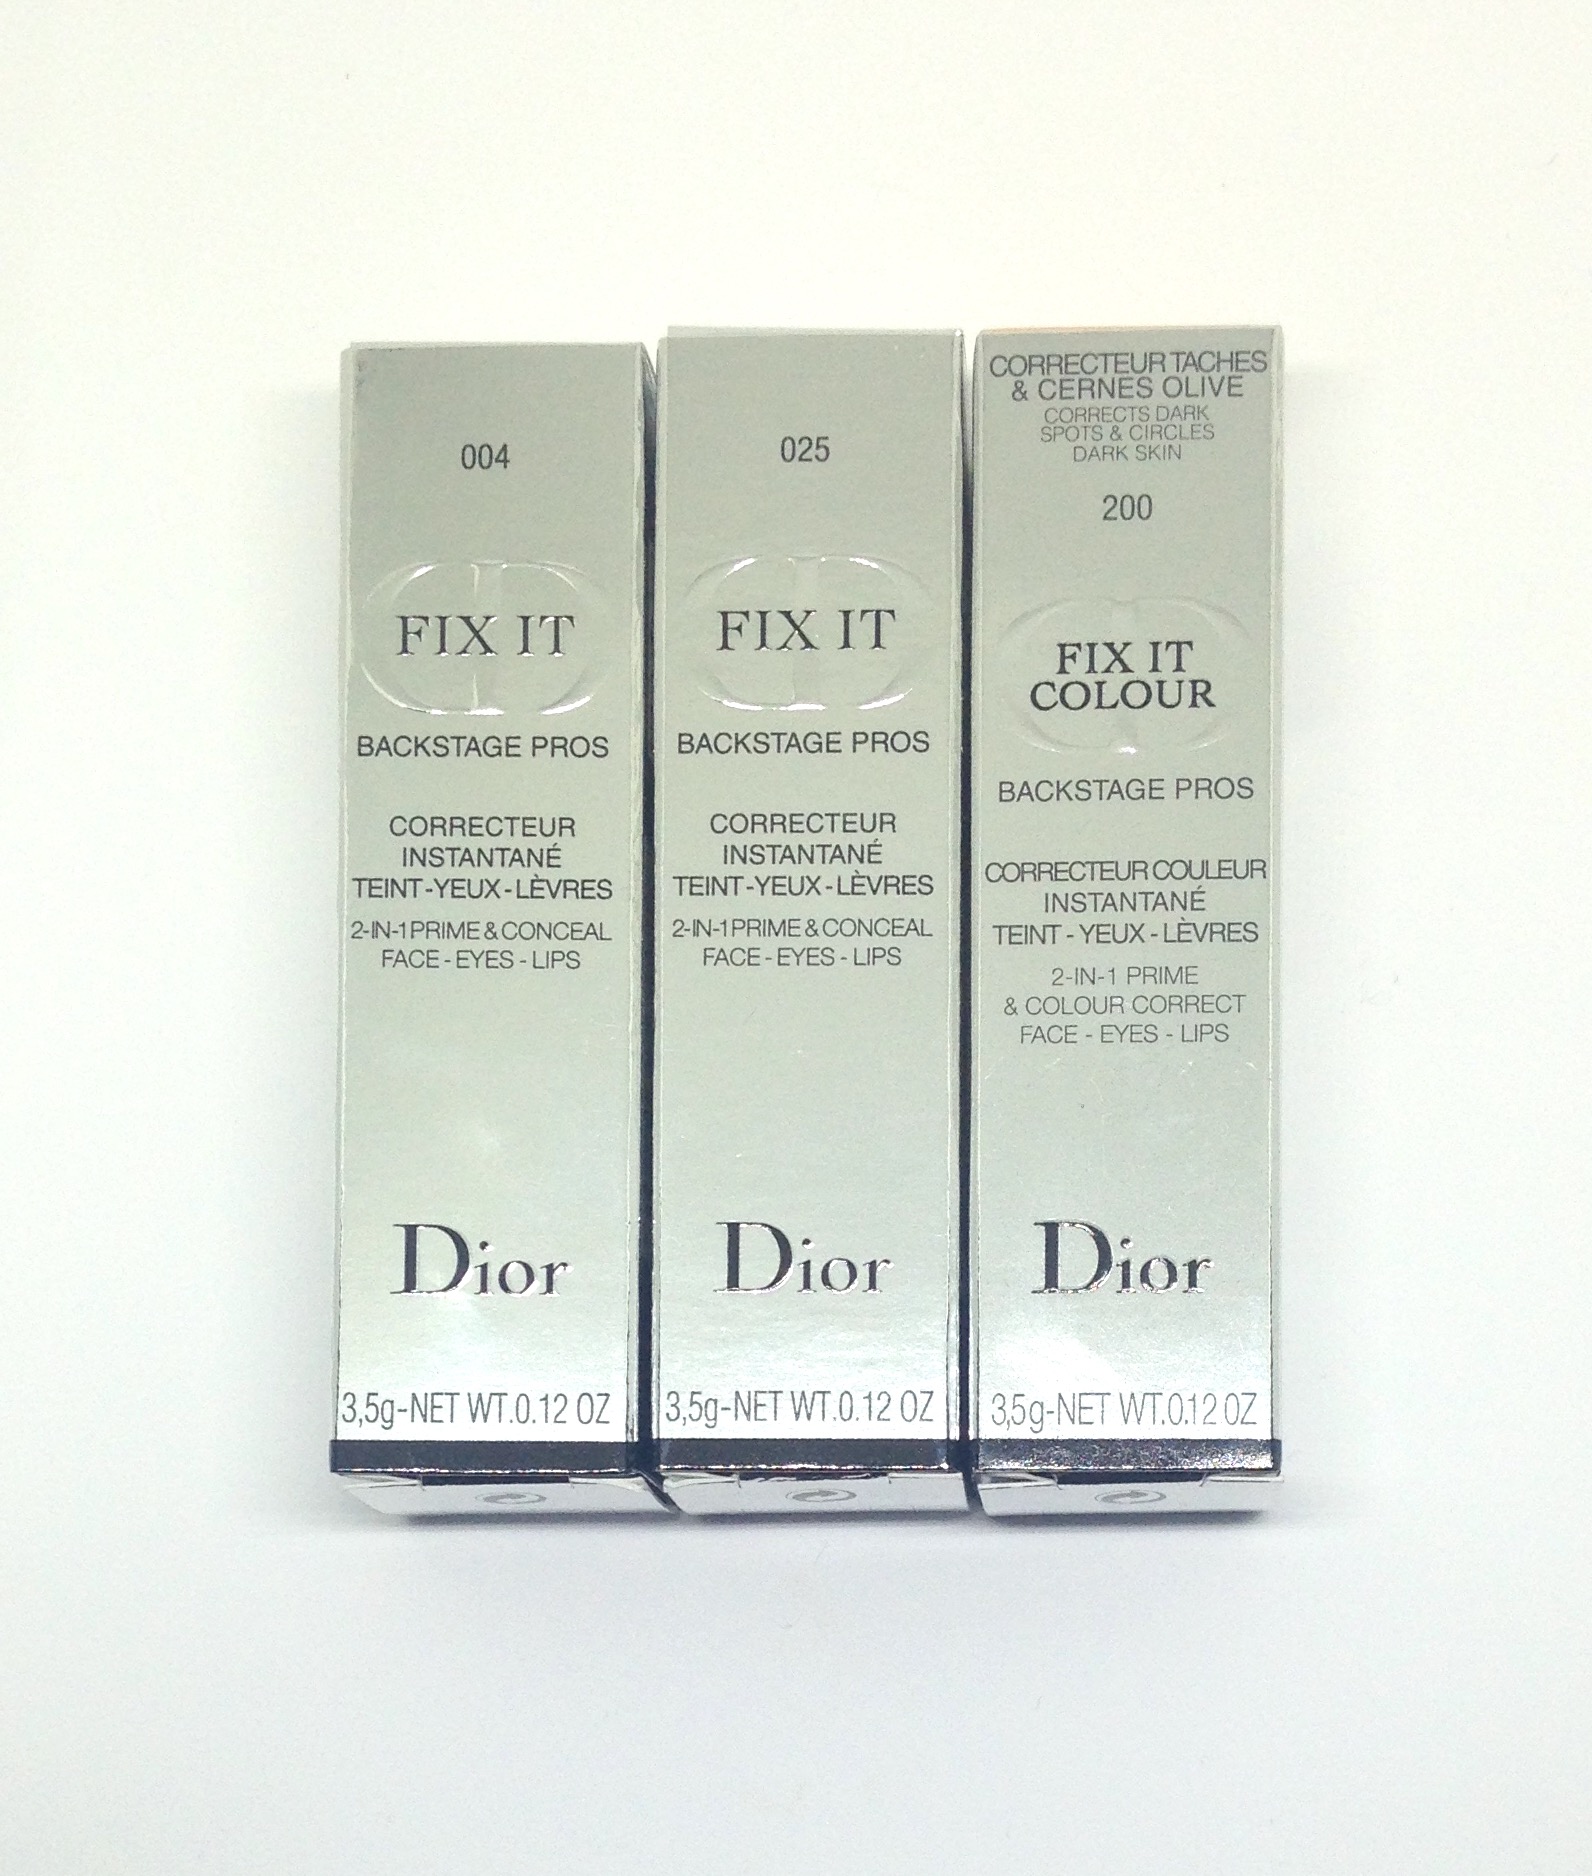 004
FIX IT
BACKSTAGE PROS
CORRECTEUR
INSTANTANÉ
TEINT-YEUX-LÈVRES
2-IN-1 PRIME & CONCEAL
FACE - EYES - LIPS
Dior
3,5g-NET WT.0.12 OZ
025
FIX IT
BACKSTAGE PROS
CORRECTEUR
INSTANTANÉ
TEINT-YEUX-LÈVRES
2-IN-1 PRIME & CONCEAL
FACE - EYES - LIPS
Dior
3,5g-NET WT.0.12 OZ
CORRECTEUR TACHES
& CERNES OLIVE
CORRECTS DARK
SPOTS & CIRCLES
DARK SKIN
200
FIX IT
COLOUR
BACKSTAGE PROS
CORRECTEUR COULEUR
INSTANTANÉ
TEINT - YEUX - LÈVRES
2-IN-1 PRIME
& COLOUR CORRECT
FACE - EYES - LIPS
Dior
3,5g-NET WT.0.12 OZ